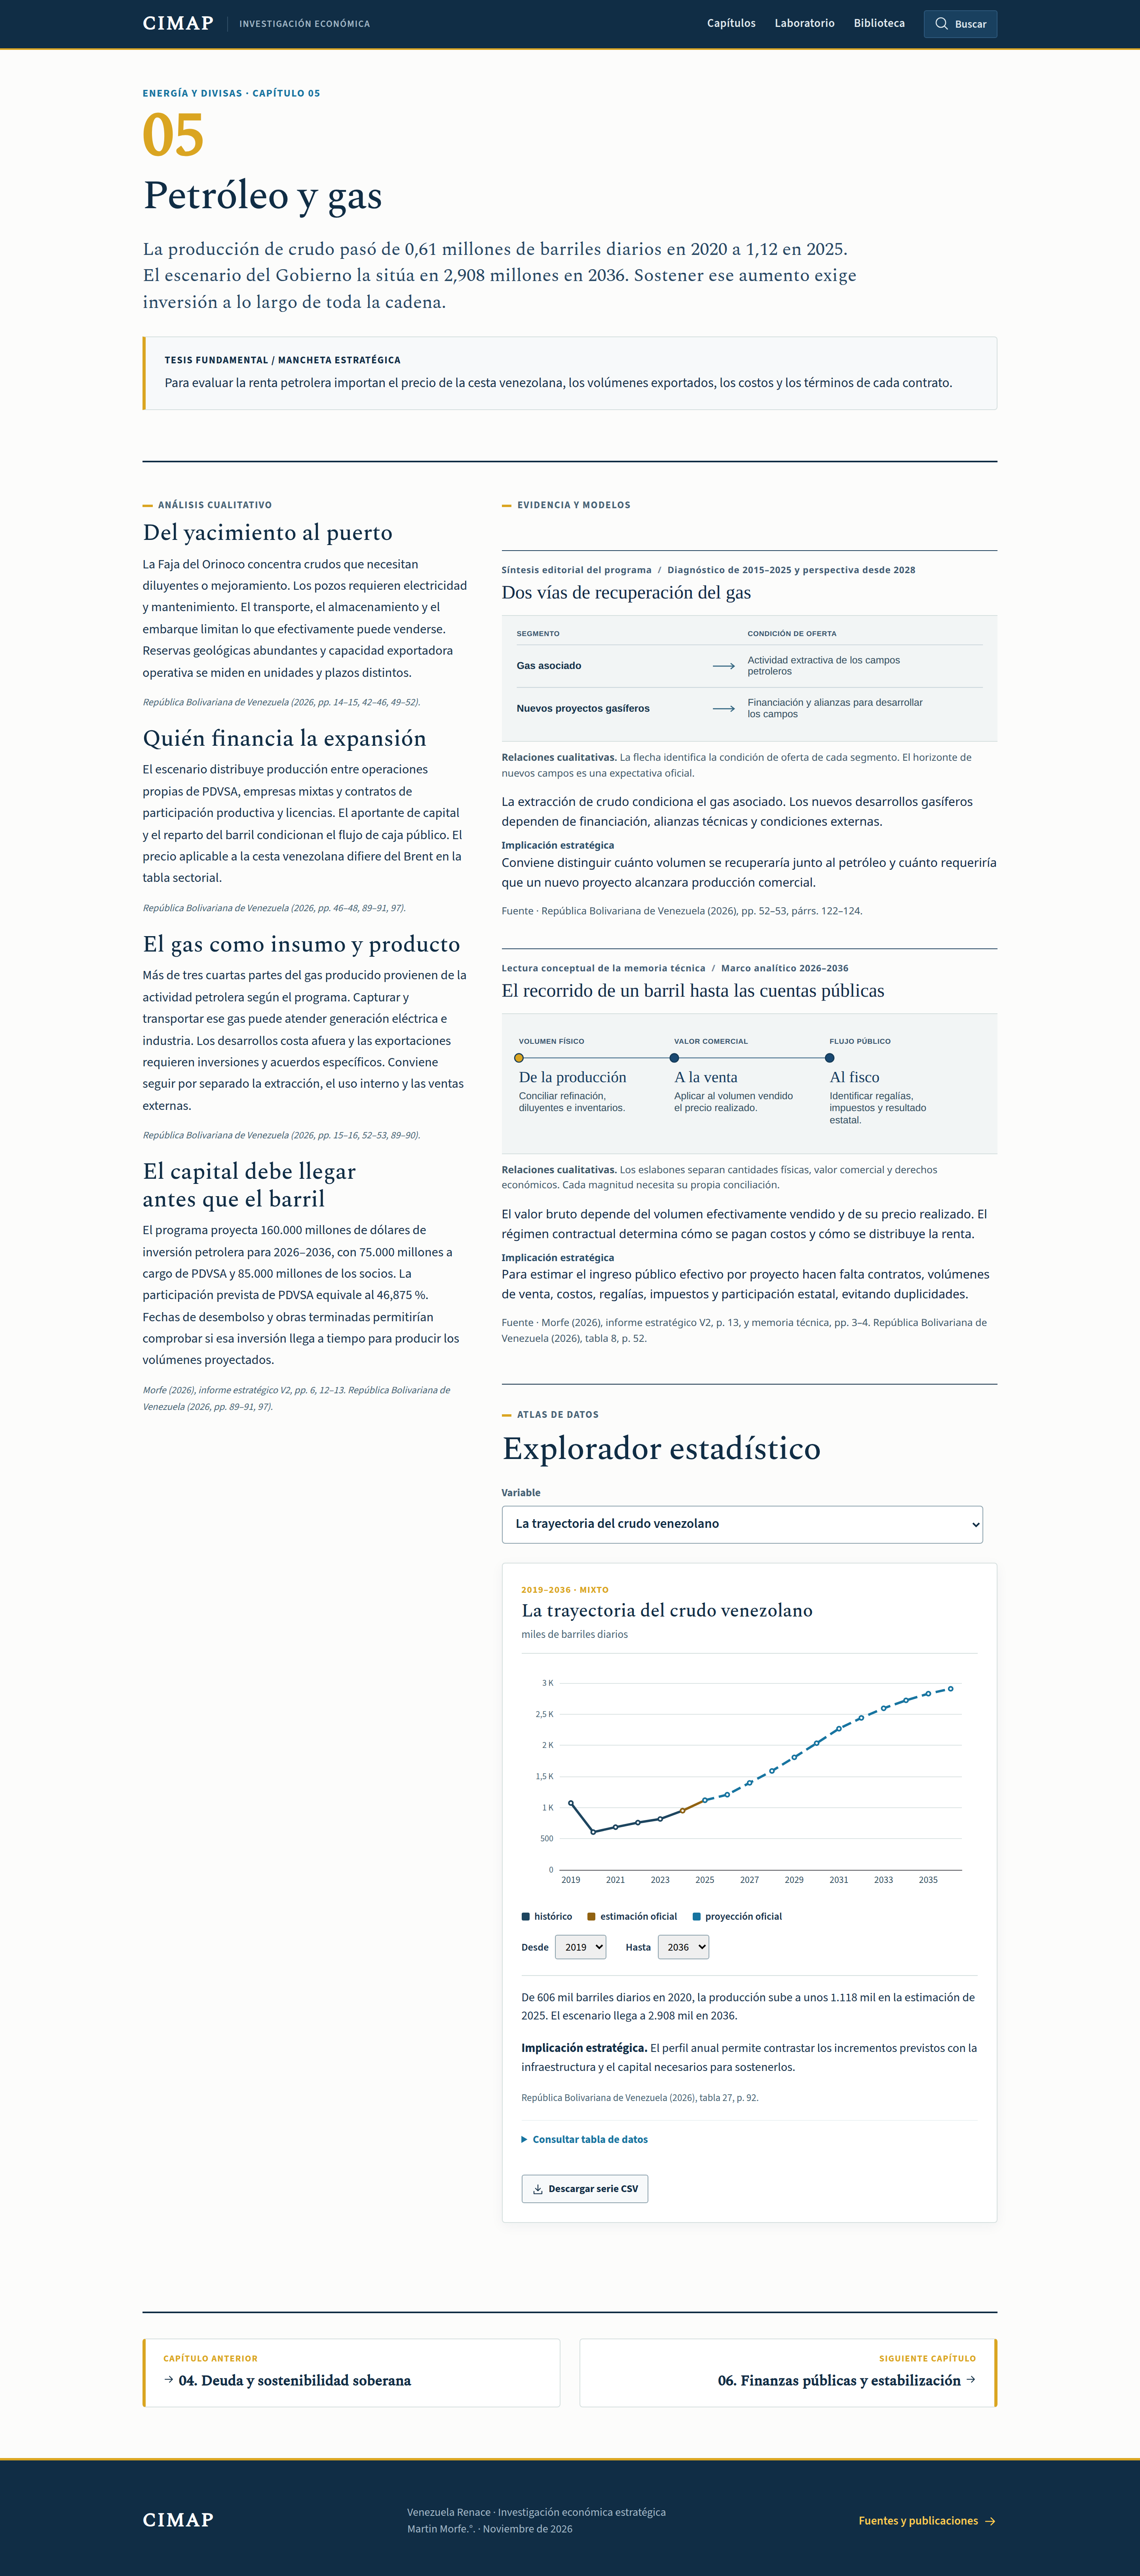 CIMAP
INVESTIGACIÓN ECONÓMICA
Capítulos
Laboratorio
Biblioteca
Buscar
ENERGÍA Y DIVISAS · CAPÍTULO 05
05
Petróleo y gas
La producción de crudo pasó de 0,61 millones de barriles diarios en 2020 a 1,12 en 2025.
El escenario del Gobierno la sitúa en 2,908 millones en 2036. Sostener ese aumento exige
inversión a lo largo de toda la cadena.
TESIS FUNDAMENTAL / MANCHETA ESTRATÉGICA
Para evaluar la renta petrolera importan el precio de la cesta venezolana, los volúmenes exportados, los costos y los términos de cada contrato.
ANÁLISIS CUALITATIVO
Del yacimiento al puerto
La Faja del Orinoco concentra crudos que necesitan
diluyentes o mejoramiento. Los pozos requieren electricidad
y mantenimiento. El transporte, el almacenamiento y el
embarque limitan lo que efectivamente puede venderse.
Reservas geológicas abundantes y capacidad exportadora
operativa se miden en unidades y plazos distintos.
República Bolivariana de Venezuela (2026, pp. 14–15, 42–46, 49–52).
Quién financia la expansión
El escenario distribuye producción entre operaciones
propias de PDVSA, empresas mixtas y contratos de
participación productiva y licencias. El aportante de capital
y el reparto del barril condicionan el flujo de caja público. El
precio aplicable a la cesta venezolana difiere del Brent en la
tabla sectorial.
República Bolivariana de Venezuela (2026, pp. 46–48, 89–91, 97).
El gas como insumo y producto
Más de tres cuartas partes del gas producido provienen de la
actividad petrolera según el programa. Capturar y
transportar ese gas puede atender generación eléctrica e
industria. Los desarrollos costa afuera y las exportaciones
requieren inversiones y acuerdos específicos. Conviene
seguir por separado la extracción, el uso interno y las ventas
externas.
República Bolivariana de Venezuela (2026, pp. 15–16, 52–53, 89–90).
El capital debe llegar
antes que el barril
El programa proyecta 160.000 millones de dólares de
inversión petrolera para 2026–2036, con 75.000 millones a
cargo de PDVSA y 85.000 millones de los socios. La
participación prevista de PDVSA equivale al 46,875 %.
Fechas de desembolso y obras terminadas permitirían
comprobar si esa inversión llega a tiempo para producir los
volúmenes proyectados.
Morfe (2026), informe estratégico V2, pp. 6, 12–13. República Bolivariana de
Venezuela (2026, pp. 89–91, 97).
EVIDENCIA Y MODELOS
Síntesis editorial del programa / Diagnóstico de 2015–2025 y perspectiva desde 2028
Dos vías de recuperación del gas
SEGMENTO
CONDICIÓN DE OFERTA
Gas asociado
Actividad extractiva de los campos
petroleros
Nuevos proyectos gasíferos
Financiación y alianzas para desarrollar
los campos
Relaciones cualitativas. La flecha identifica la condición de oferta de cada segmento. El horizonte de
nuevos campos es una expectativa oficial.
La extracción de crudo condiciona el gas asociado. Los nuevos desarrollos gasíferos
dependen de financiación, alianzas técnicas y condiciones externas.
Implicación estratégica
Conviene distinguir cuánto volumen se recuperaría junto al petróleo y cuánto requeriría
que un nuevo proyecto alcanzara producción comercial.
Fuente · República Bolivariana de Venezuela (2026), pp. 52–53, párrs. 122–124.
Lectura conceptual de la memoria técnica / Marco analítico 2026–2036
El recorrido de un barril hasta las cuentas públicas
VOLUMEN FÍSICO
VALOR COMERCIAL
FLUJO PÚBLICO
De la producción
A la venta
Al fisco
Conciliar refinación,
diluyentes e inventarios.
Aplicar al volumen vendido
el precio realizado.
Identificar regalías,
impuestos y resultado
estatal.
Relaciones cualitativas. Los eslabones separan cantidades físicas, valor comercial y derechos
económicos. Cada magnitud necesita su propia conciliación.
El valor bruto depende del volumen efectivamente vendido y de su precio realizado. El
régimen contractual determina cómo se pagan costos y cómo se distribuye la renta.
Implicación estratégica
Para estimar el ingreso público efectivo por proyecto hacen falta contratos, volúmenes
de venta, costos, regalías, impuestos y participación estatal, evitando duplicidades.
Fuente · Morfe (2026), informe estratégico V2, p. 13, y memoria técnica, pp. 3–4. República Bolivariana de
Venezuela (2026), tabla 8, p. 52.
ATLAS DE DATOS
Explorador estadístico
Variable
La trayectoria del crudo venezolano
2019–2036 · MIXTO
La trayectoria del crudo venezolano
miles de barriles diarios
3 K
2,5 K
2 K
1,5 K
1 K
500
0
2019 2021 2023 2025 2027 2029 2031 2033 2035
histórico
estimación oficial
proyección oficial
Desde 2019 Hasta 2036
De 606 mil barriles diarios en 2020, la producción sube a unos 1.118 mil en la estimación de
2025. El escenario llega a 2.908 mil en 2036.
Implicación estratégica. El perfil anual permite contrastar los incrementos previstos con la
infraestructura y el capital necesarios para sostenerlos.
República Bolivariana de Venezuela (2026), tabla 27, p. 92.
Consultar tabla de datos
Descargar serie CSV
CAPÍTULO ANTERIOR
→ 04. Deuda y sostenibilidad soberana
SIGUIENTE CAPÍTULO
06. Finanzas públicas y estabilización →
CIMAP
Venezuela Renace · Investigación económica estratégica
Martin Morfe.°. · Noviembre de 2026
Fuentes y publicaciones →